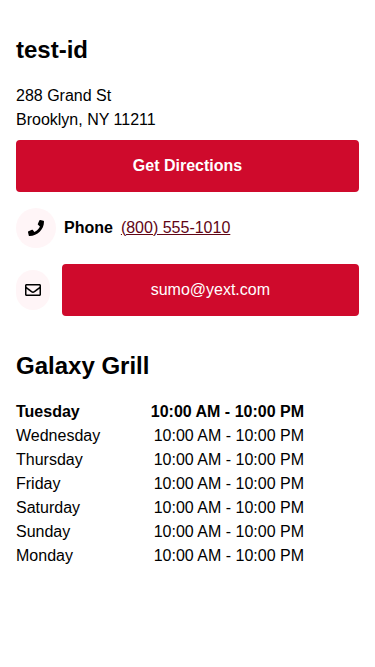 test-id
288 Grand St
Brooklyn, NY 11211
Get Directions
Phone (800) 555-1010
sumo@yext.com
Galaxy Grill
Tuesday 10:00 AM - 10:00 PM
Wednesday 10:00 AM - 10:00 PM
Thursday 10:00 AM - 10:00 PM
Friday 10:00 AM - 10:00 PM
Saturday 10:00 AM - 10:00 PM
Sunday 10:00 AM - 10:00 PM
Monday 10:00 AM - 10:00 PM